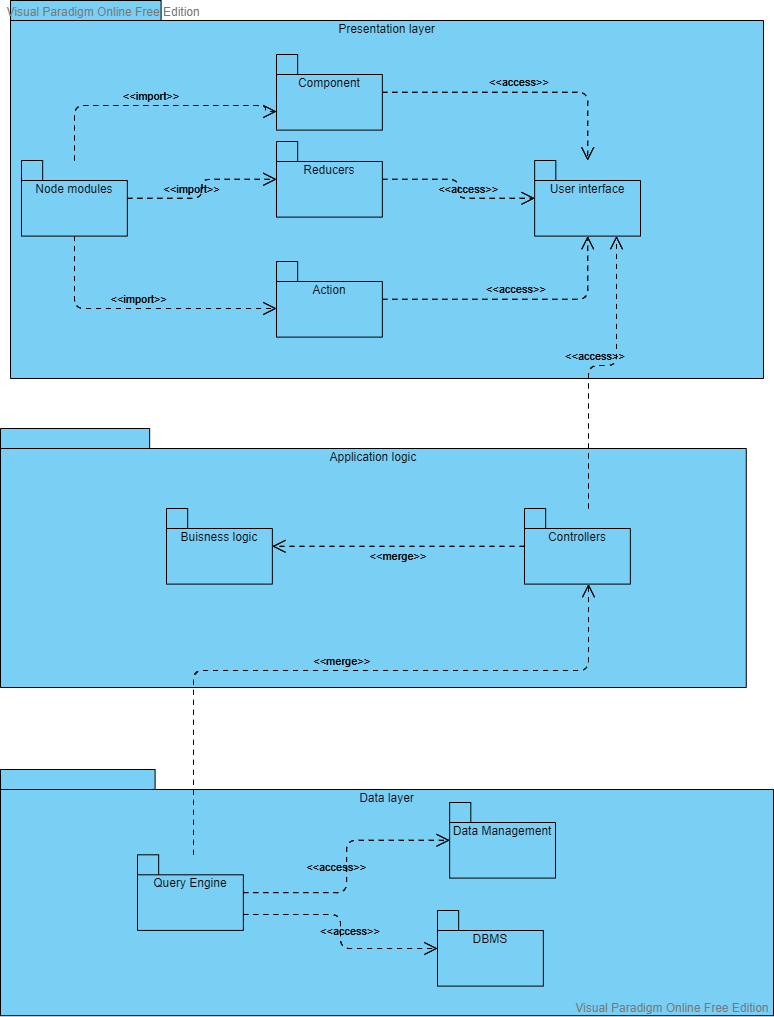 Visual Paradigm Online Free Edition
Presentation layer
Component
<<access>>
<<import>>
Reducers
Node modules
<<import>>
<<access>>
User interface
Action
<<access>>
<<import>>
<<access>>
Application logic
Buisness logic
Controllers
<<merge>>
<<merge>>
Data layer
Data Management
<<access>>
Query Engine
<<access>>
DBMS
Visual Paradigm Online Free Edition